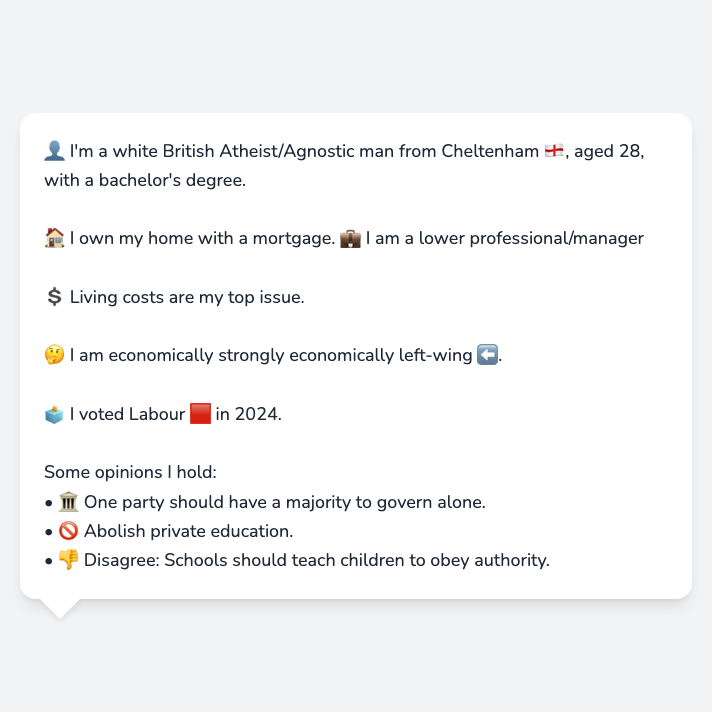 👤 I'm a white British Atheist/Agnostic man from Cheltenham 🏴󠁧󠁢󠁥󠁮󠁧󠁿, aged 28,
with a bachelor's degree.
🏠 I own my home with a mortgage. 💼 I am a lower professional/manager
💲 Living costs are my top issue.
🤔 I am economically strongly economically left-wing ⬅️.
🗳️ I voted Labour 🟥 in 2024.
Some opinions I hold:
• 🏛️ One party should have a majority to govern alone.
• 🚫 Abolish private education.
• 👎 Disagree: Schools should teach children to obey authority.